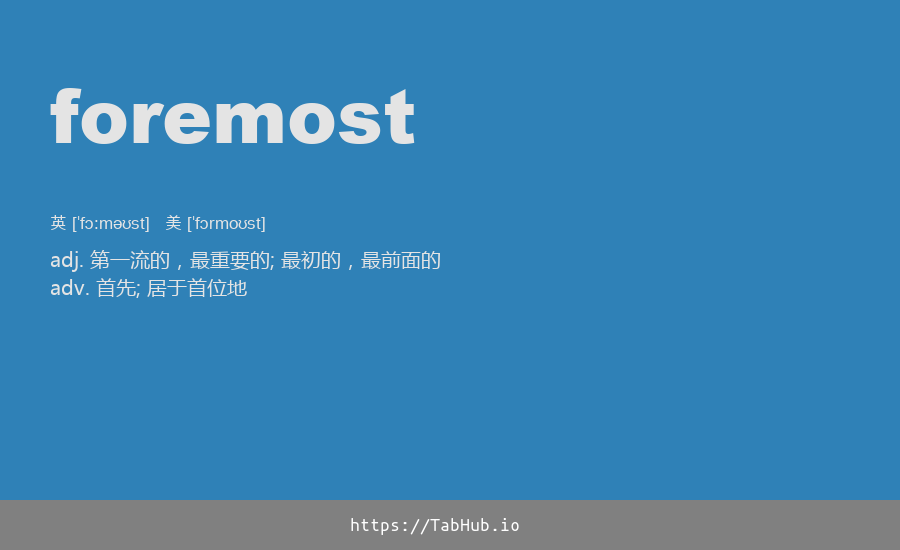 foremost
英 [ˈfɔːməʊst] 美 [ˈfɔrmoʊst]
adj. 第一流的，最重要的; 最初的，最前面的
adv. 首先; 居于首位地
https://TabHub.io